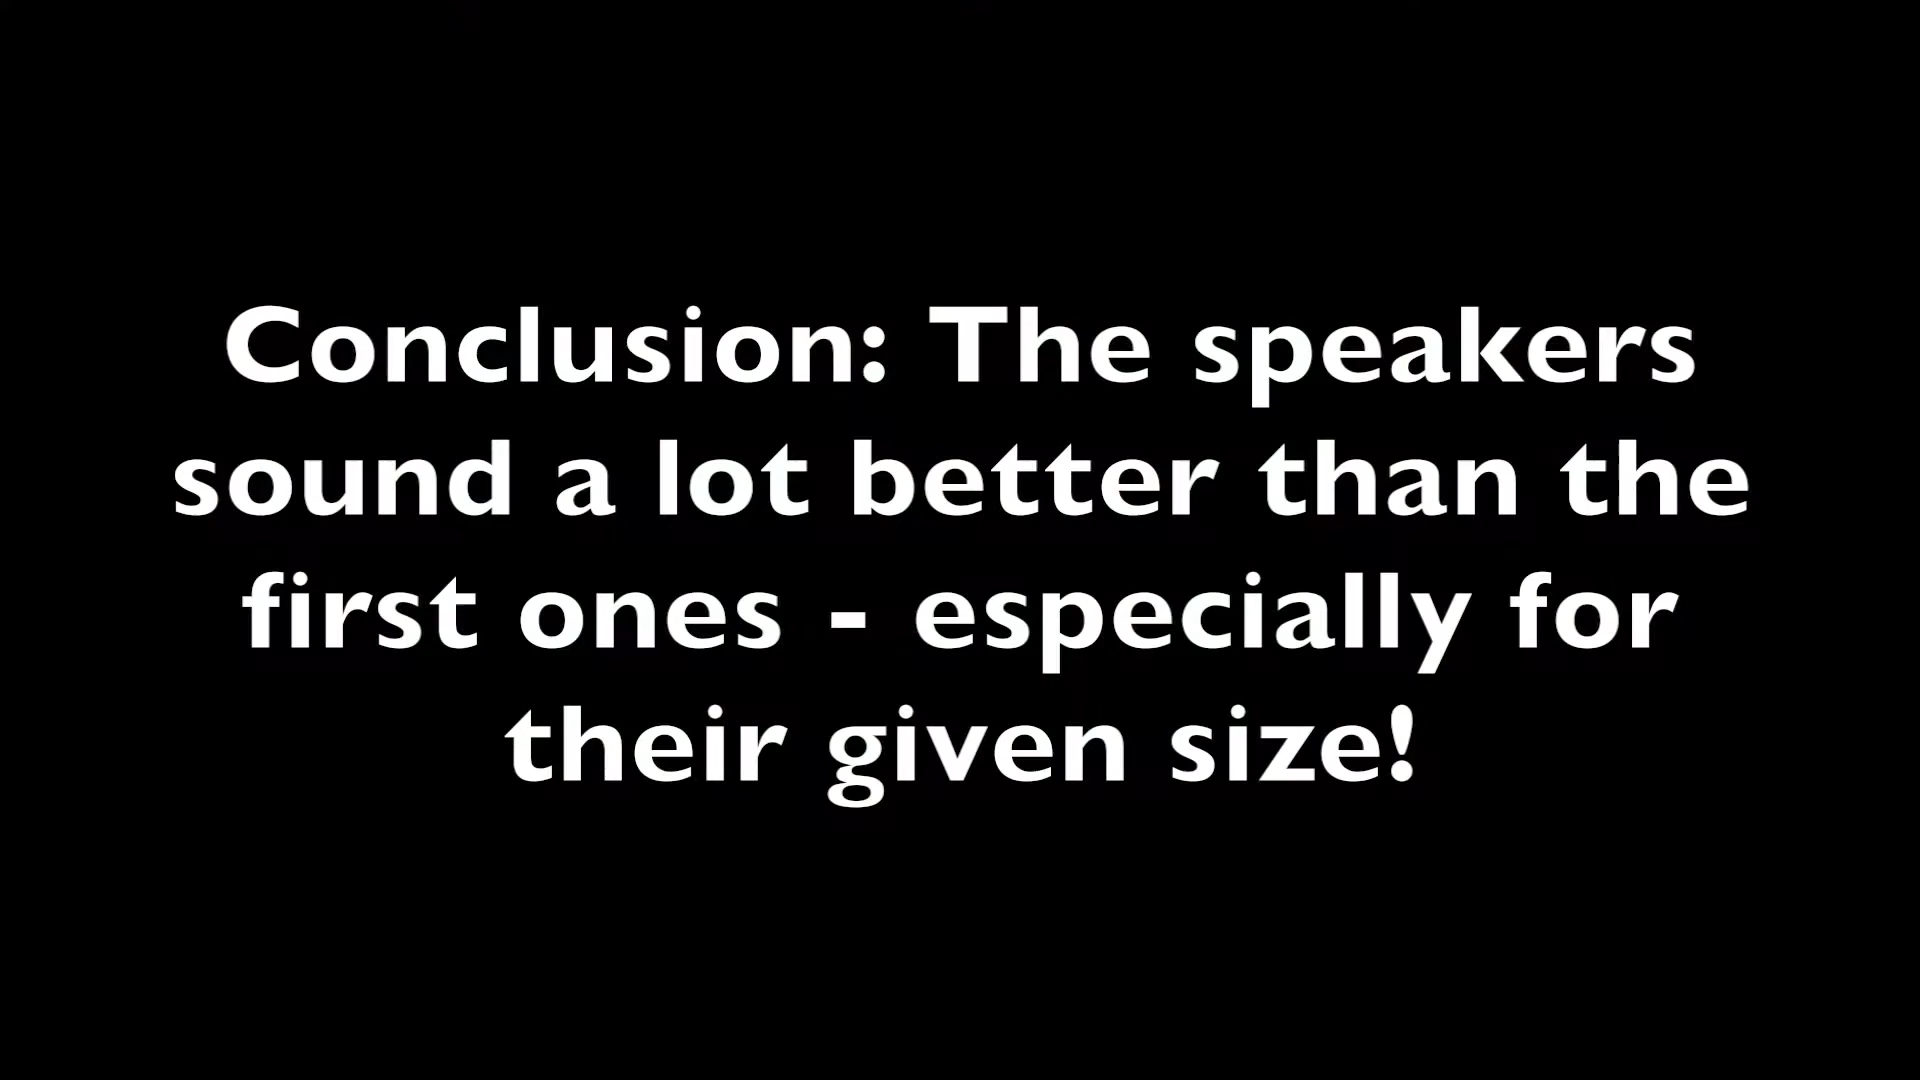 Conclusion: The speakers
sound a lot better than the
first ones - especially for
their given size!